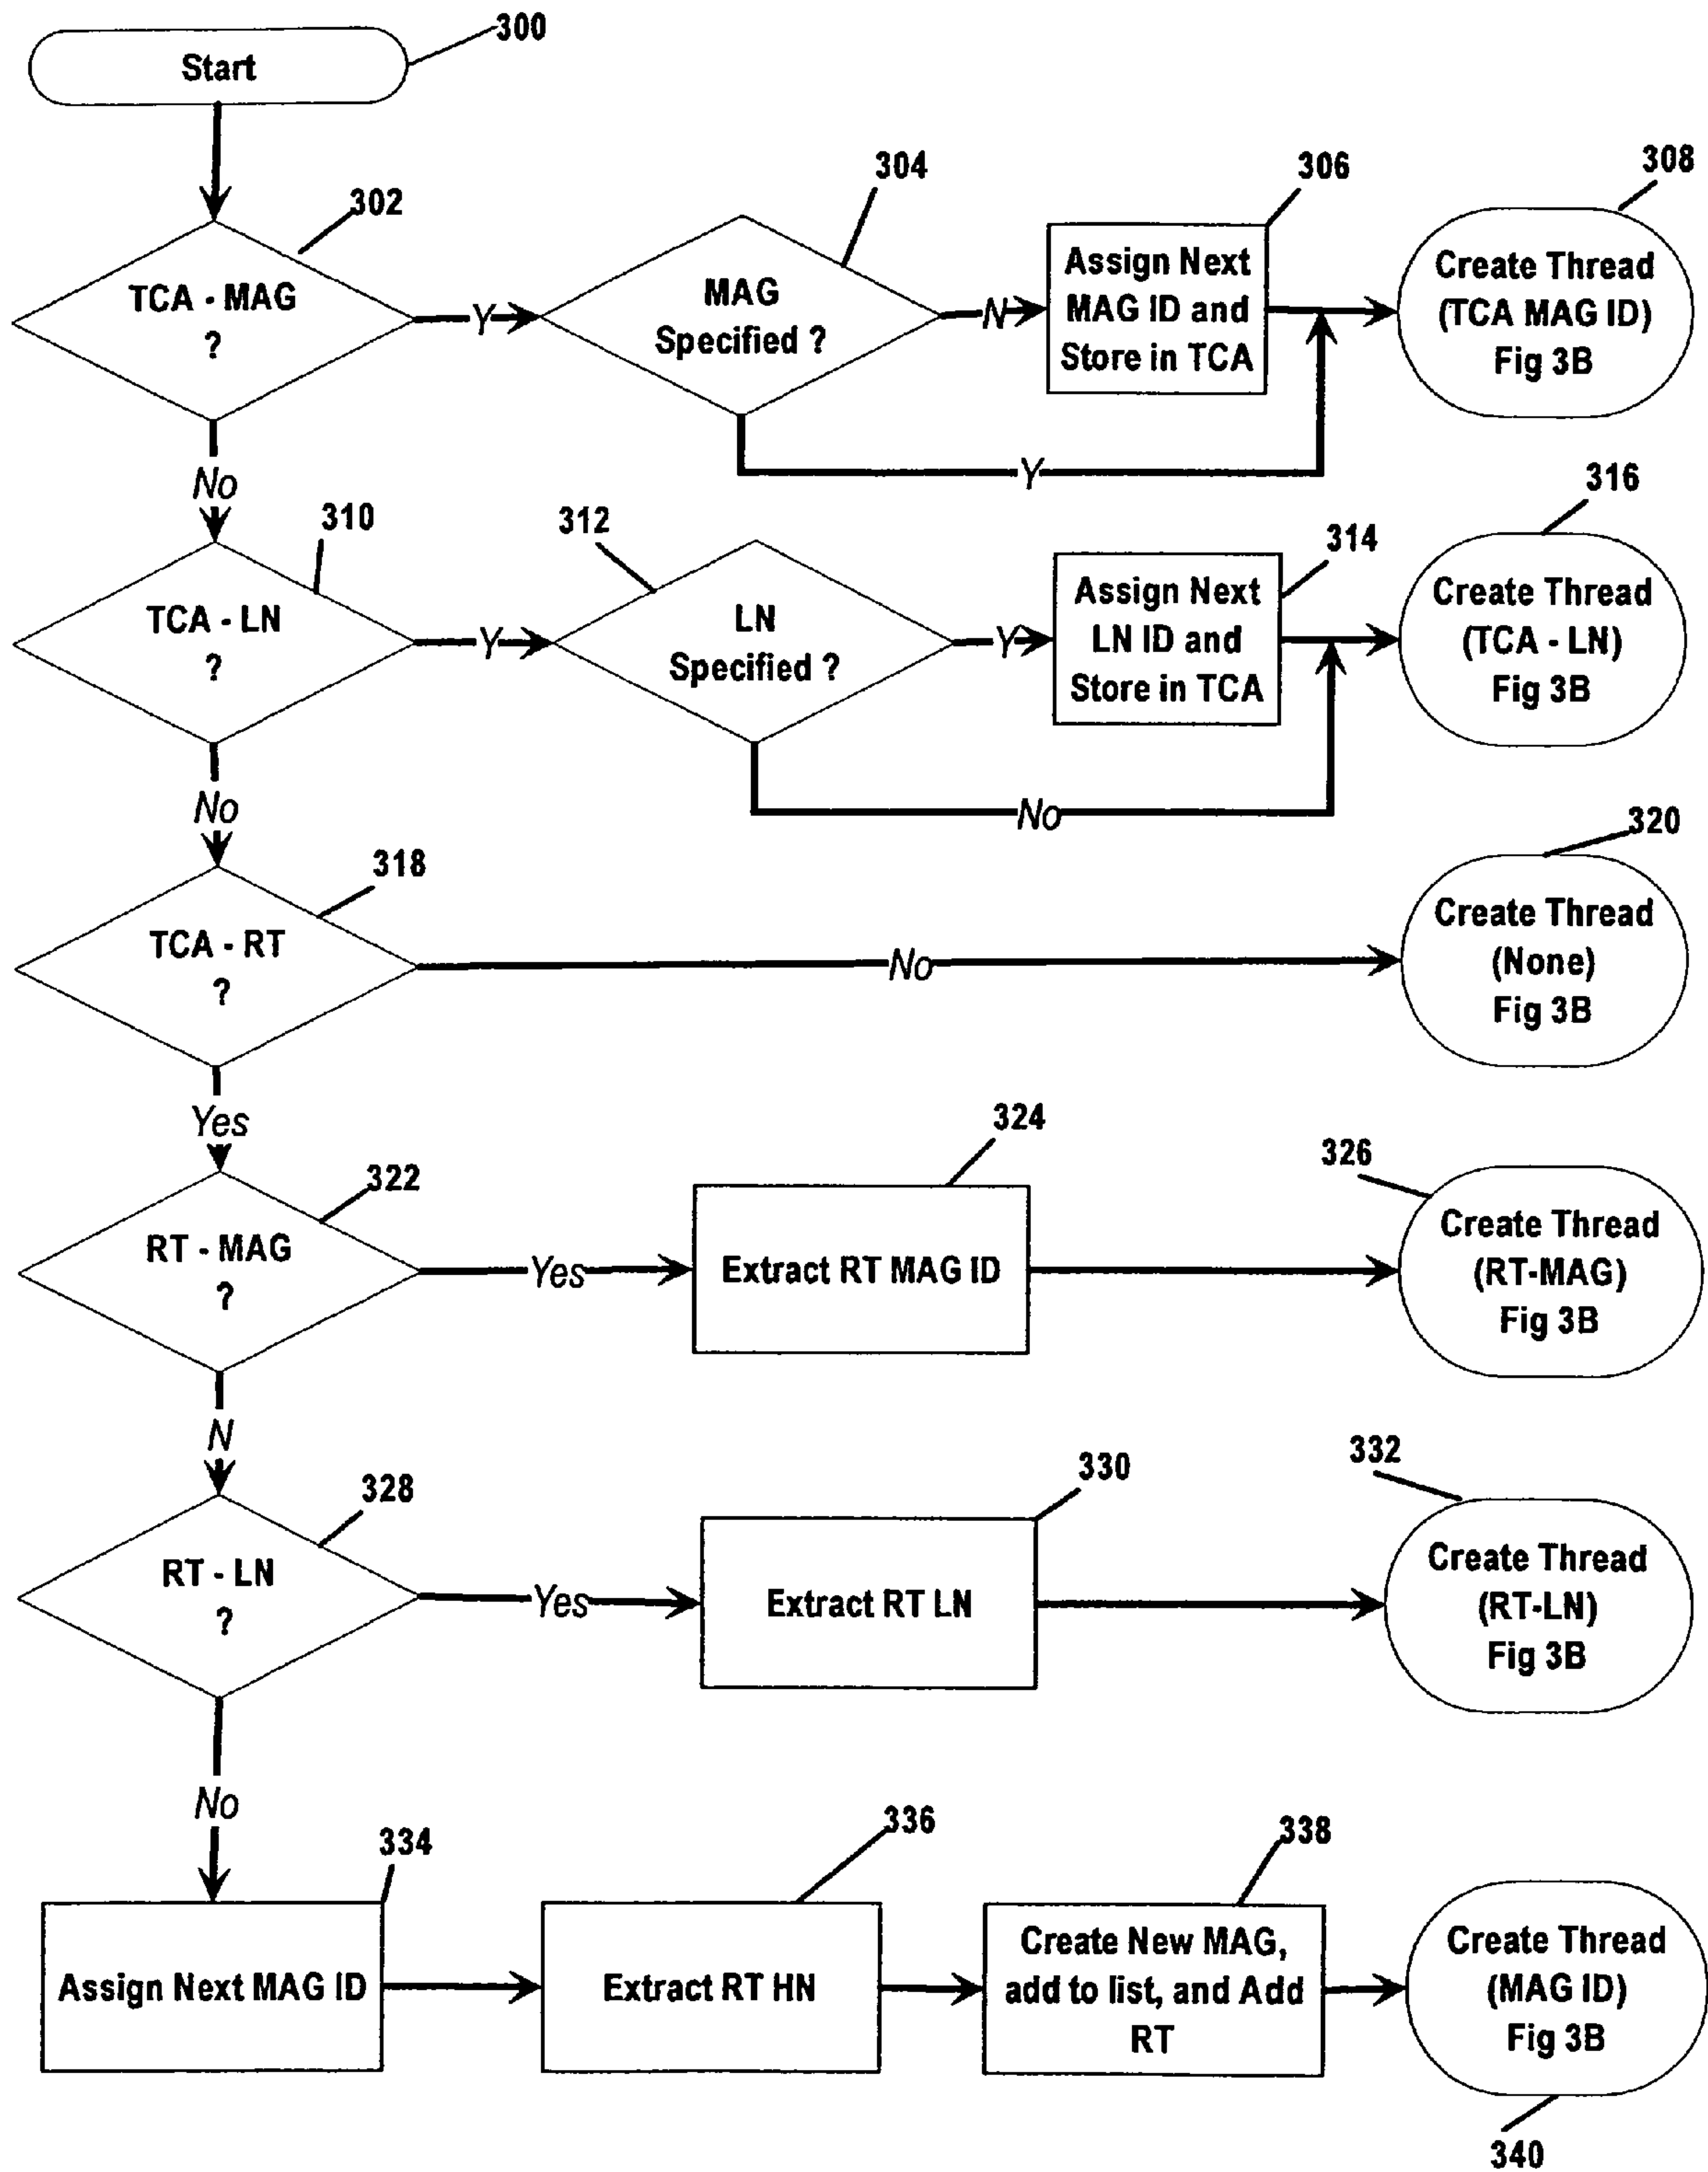 300
Start
302
304
306
308
TCA - MAG
?
Y
MAG
Specified ?
N
Assign Next
MAG ID and
Store in TCA
Create Thread
(TCA MAG ID)
Fig 3B
Y
No
310
312
314
316
TCA - LN
?
Y
LN
Specified ?
Y
Assign Next
LN ID and
Store in TCA
Create Thread
(TCA - LN)
Fig 3B
No
No
318
320
TCA - RT
?
No
Create Thread
(None)
Fig 3B
Yes
322
324
326
RT - MAG
?
Yes
Extract RT MAG ID
Create Thread
(RT-MAG)
Fig 3B
N
328
330
332
RT - LN
?
Yes
Extract RT LN
Create Thread
(RT-LN)
Fig 3B
No
334
336
338
Assign Next MAG ID
Extract RT HN
Create New MAG,
add to list, and Add
RT
Create Thread
(MAG ID)
Fig 3B
340